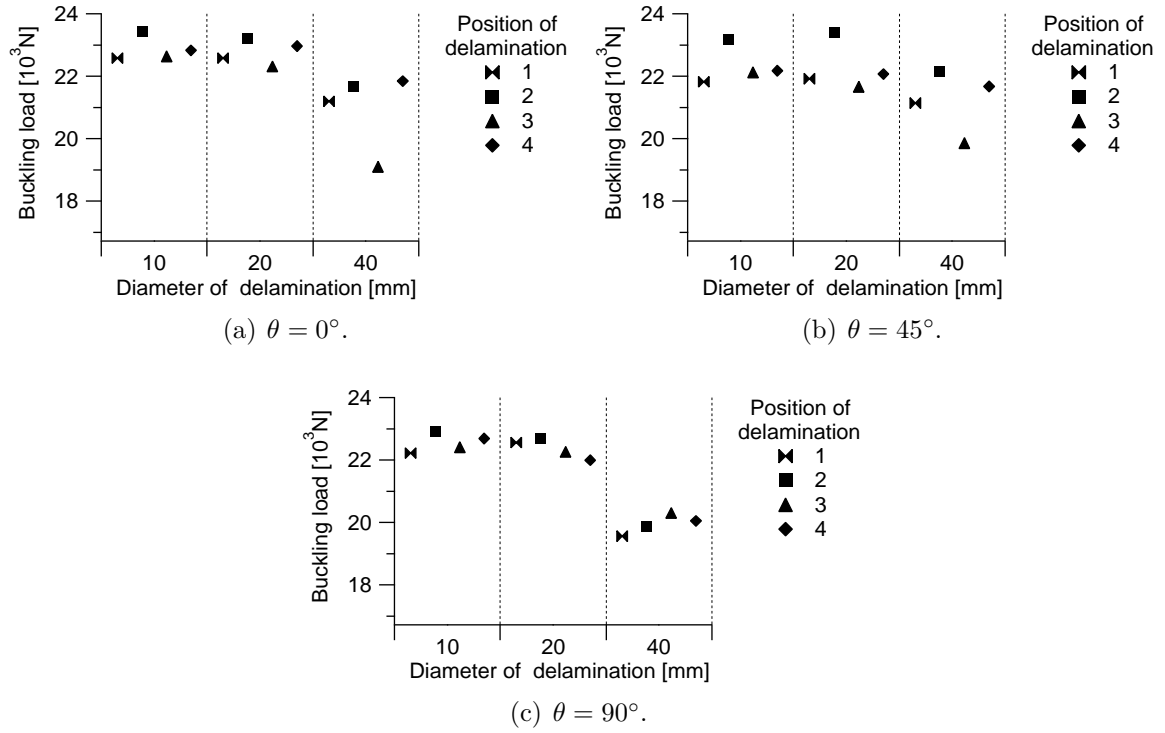 24
22
20
18
Buckling load [10³N]
10 20 40
Diameter of delamination [mm]
Position of
delamination
1
2
3
4
(a) θ = 0°.
24
22
20
18
Buckling load [10³N]
10 20 40
Diameter of delamination [mm]
Position of
delamination
1
2
3
4
(b) θ = 45°.
24
22
20
18
Buckling load [10³N]
10 20 40
Diameter of delamination [mm]
Position of
delamination
1
2
3
4
(c) θ = 90°.